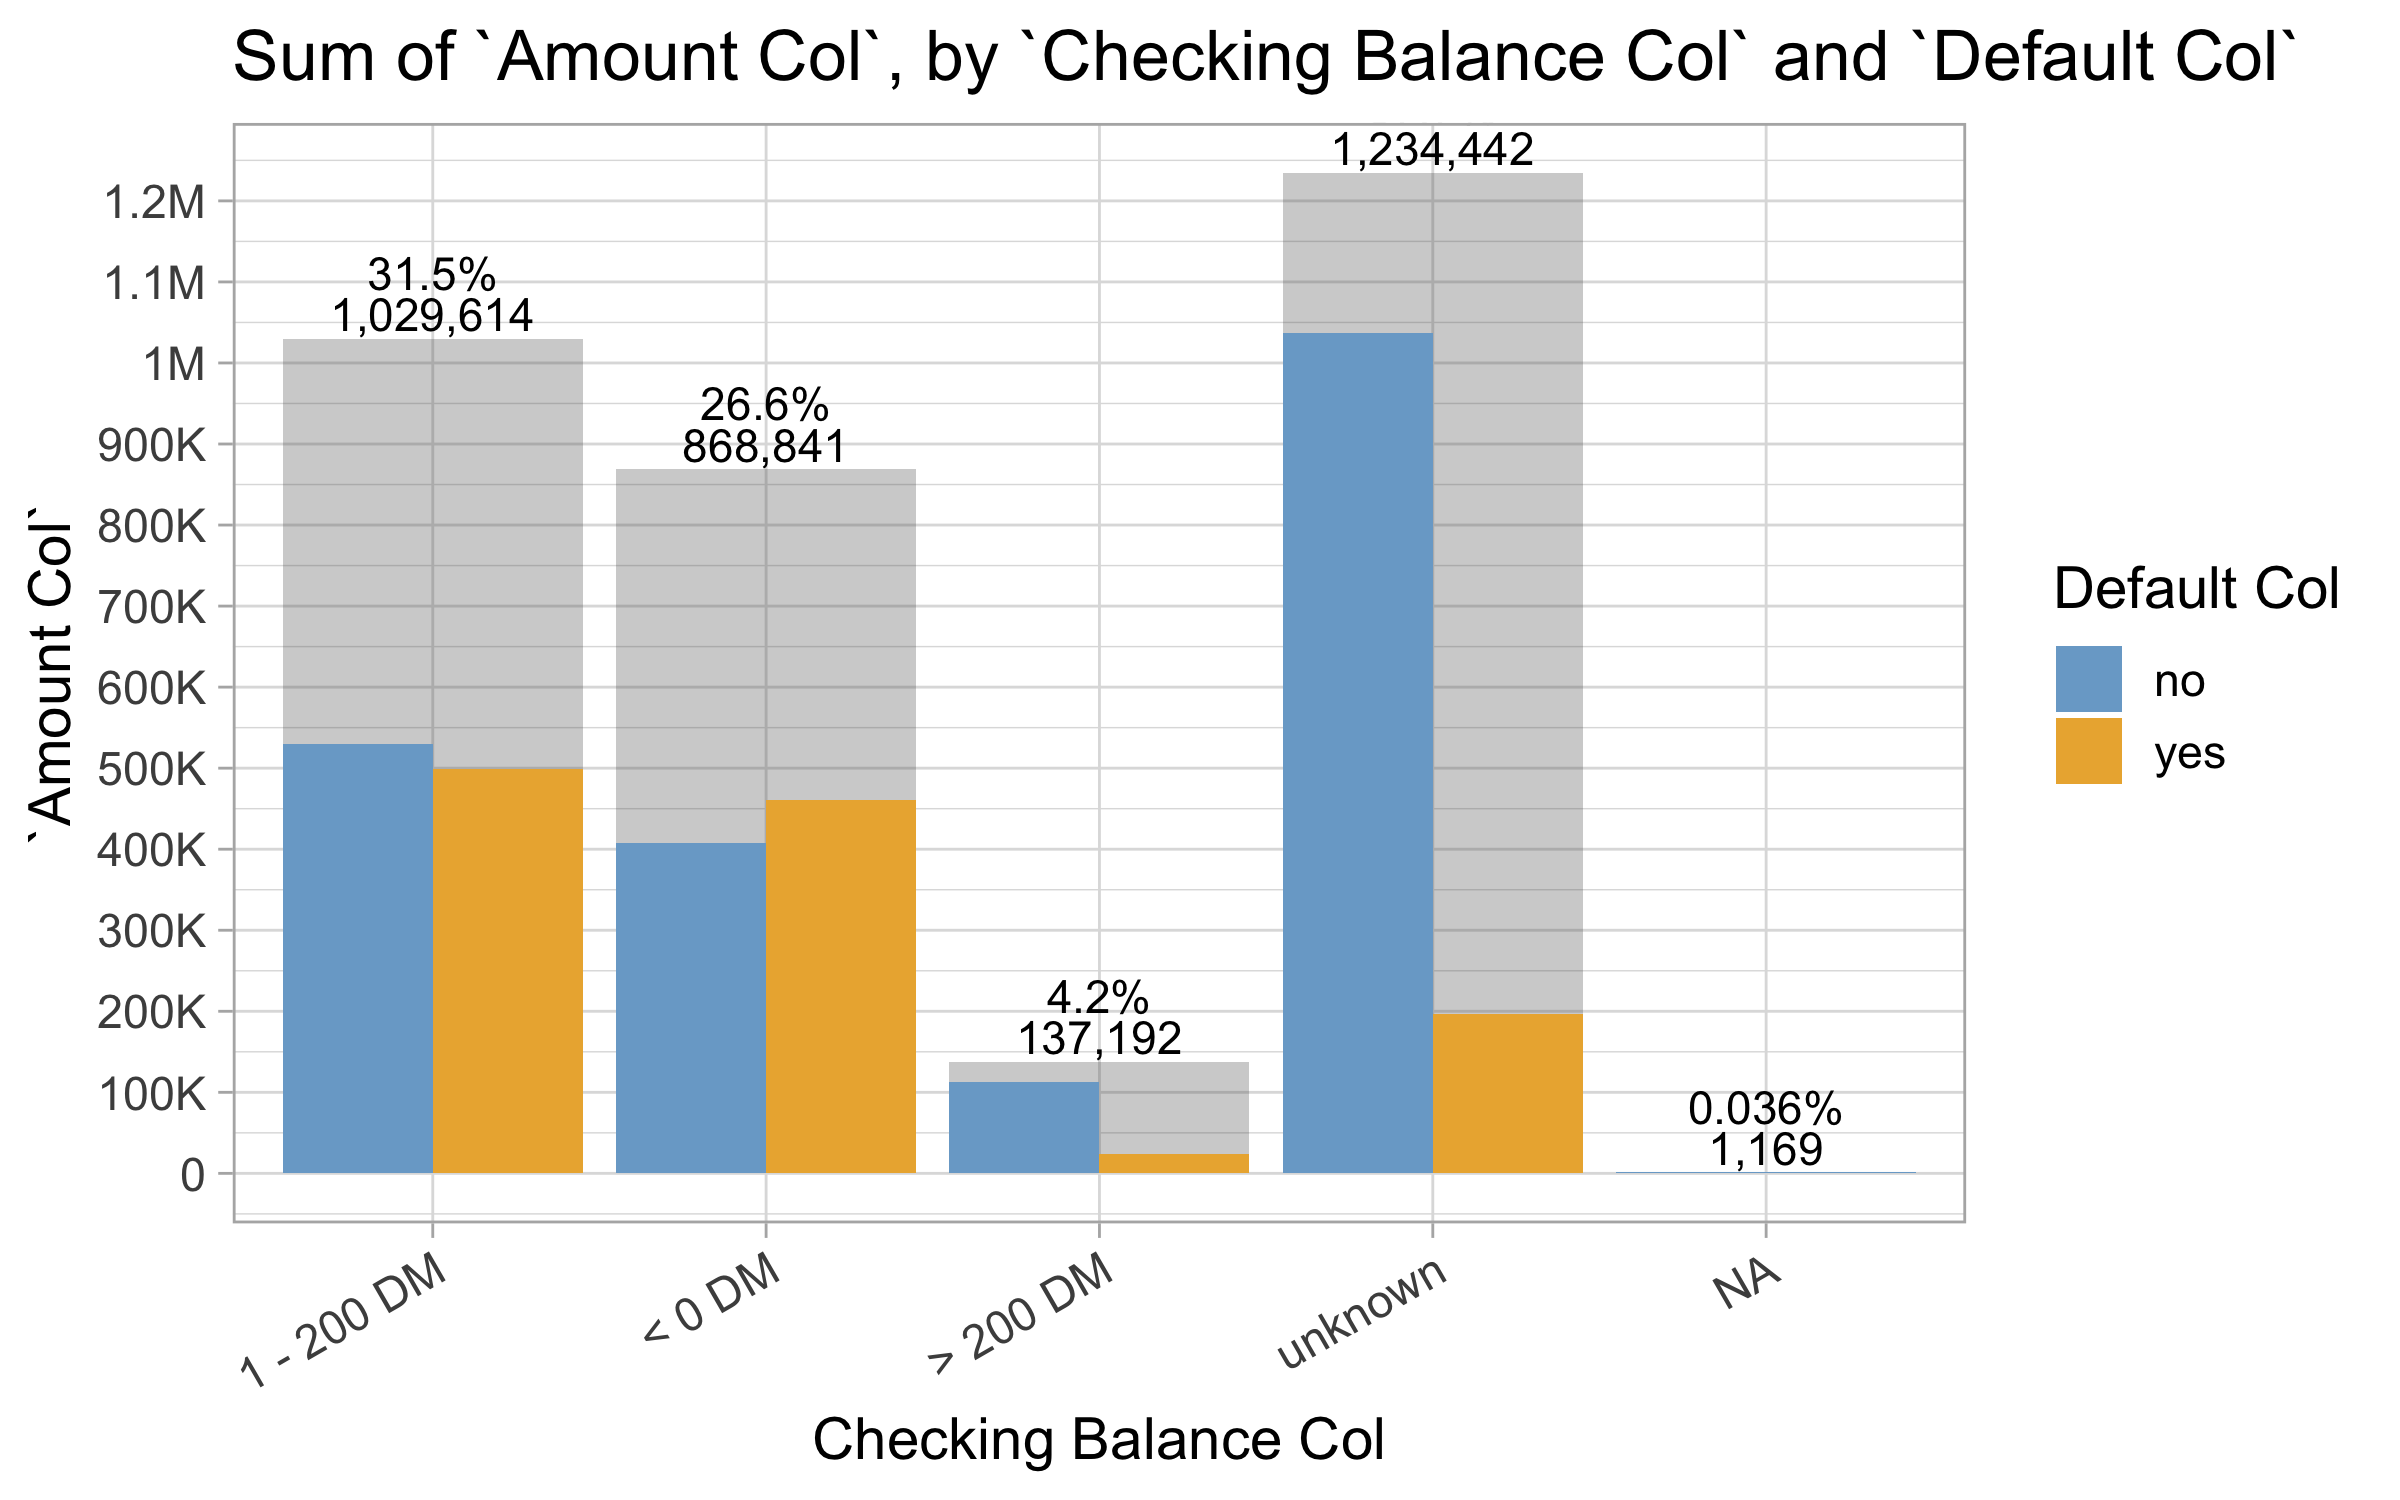 Sum of `Amount Col`, by `Checking Balance Col` and `Default Col`
`Amount Col`
1.2M
1.1M
1M
900K
800K
700K
600K
500K
400K
300K
200K
100K
0
31.5%
1,029,614
26.6%
868,841
4.2%
137,192
1,234,442
0.036%
1,169
1 - 200 DM
< 0 DM
> 200 DM
unknown
NA
Checking Balance Col
Default Col
no
yes